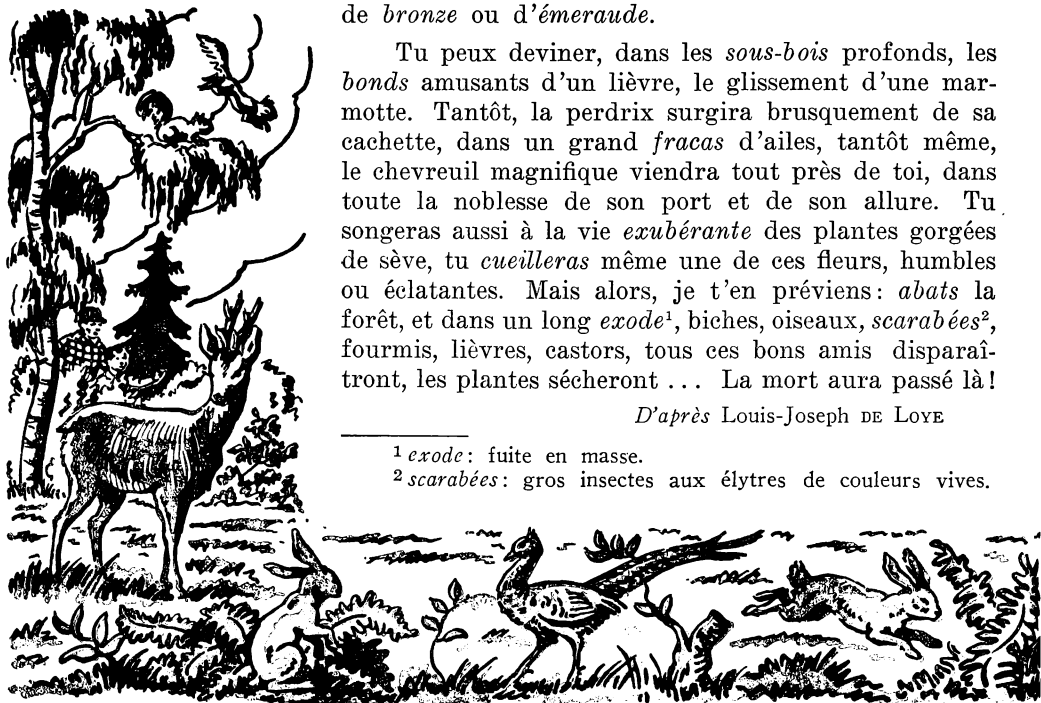 de bronze ou d'émeraude.
Tu peux deviner, dans les sous-bois profonds, les
bonds amusants d'un lièvre, le glissement d'une mar-
motte. Tantôt, la perdrix surgira brusquement de sa
cachette, dans un grand fracas d'ailes, tantôt même,
le chevreuil magnifique viendra tout près de toi, dans
toute la noblesse de son port et de son allure. Tu
songeras aussi à la vie exubérante des plantes gorgées
de sève, tu cueilleras même une de ces fleurs, humbles
ou éclatantes. Mais alors, je t'en préviens: abats la
forêt, et dans un long exode¹, biches, oiseaux, scarabées²,
fourmis, lièvres, castors, tous ces bons amis disparaî-
tront, les plantes sécheront ... La mort aura passé là!
D'après Louis-Joseph DE LOYE
¹ exode: fuite en masse.
² scarabées: gros insectes aux élytres de couleurs vives.